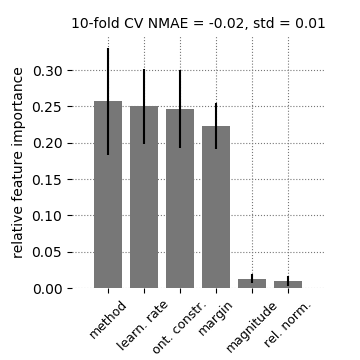 10-fold CV NMAE = -0.02, std = 0.01
relative feature importance
0.30
0.25
0.20
0.15
0.10
0.05
0.00
method
learn. rate
ont. constr.
margin
magnitude
rel. norm.